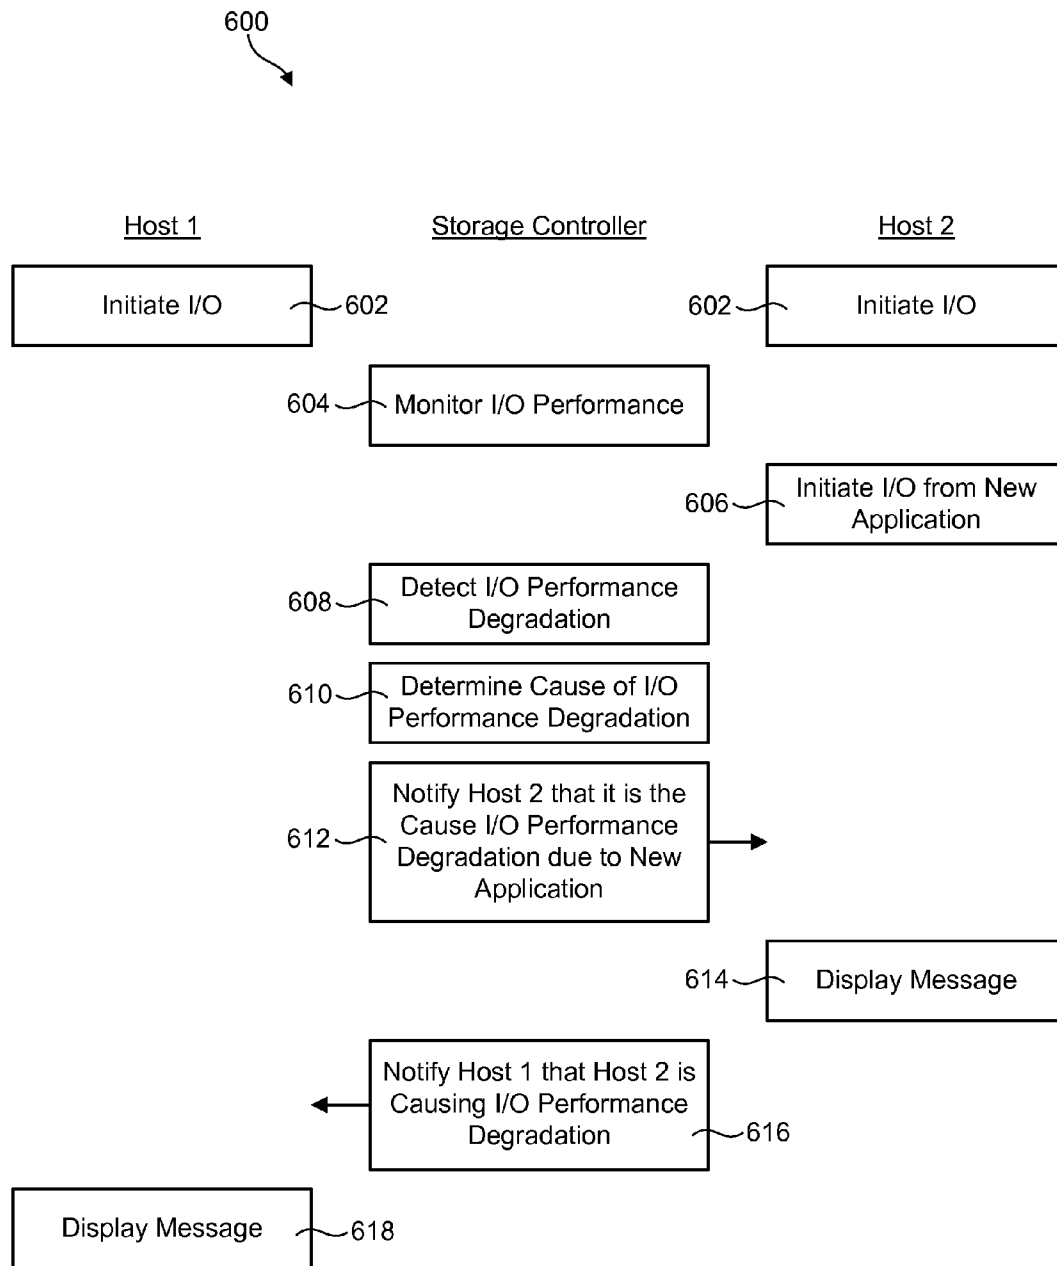 600
Host 1
Storage Controller
Host 2
Initiate I/O
602
602
Initiate I/O
604
Monitor I/O Performance
606
Initiate I/O from New
Application
608
Detect I/O Performance
Degradation
610
Determine Cause of I/O
Performance Degradation
612
Notify Host 2 that it is the
Cause I/O Performance
Degradation due to New
Application
614
Display Message
Notify Host 1 that Host 2 is
Causing I/O Performance
Degradation
616
Display Message
618